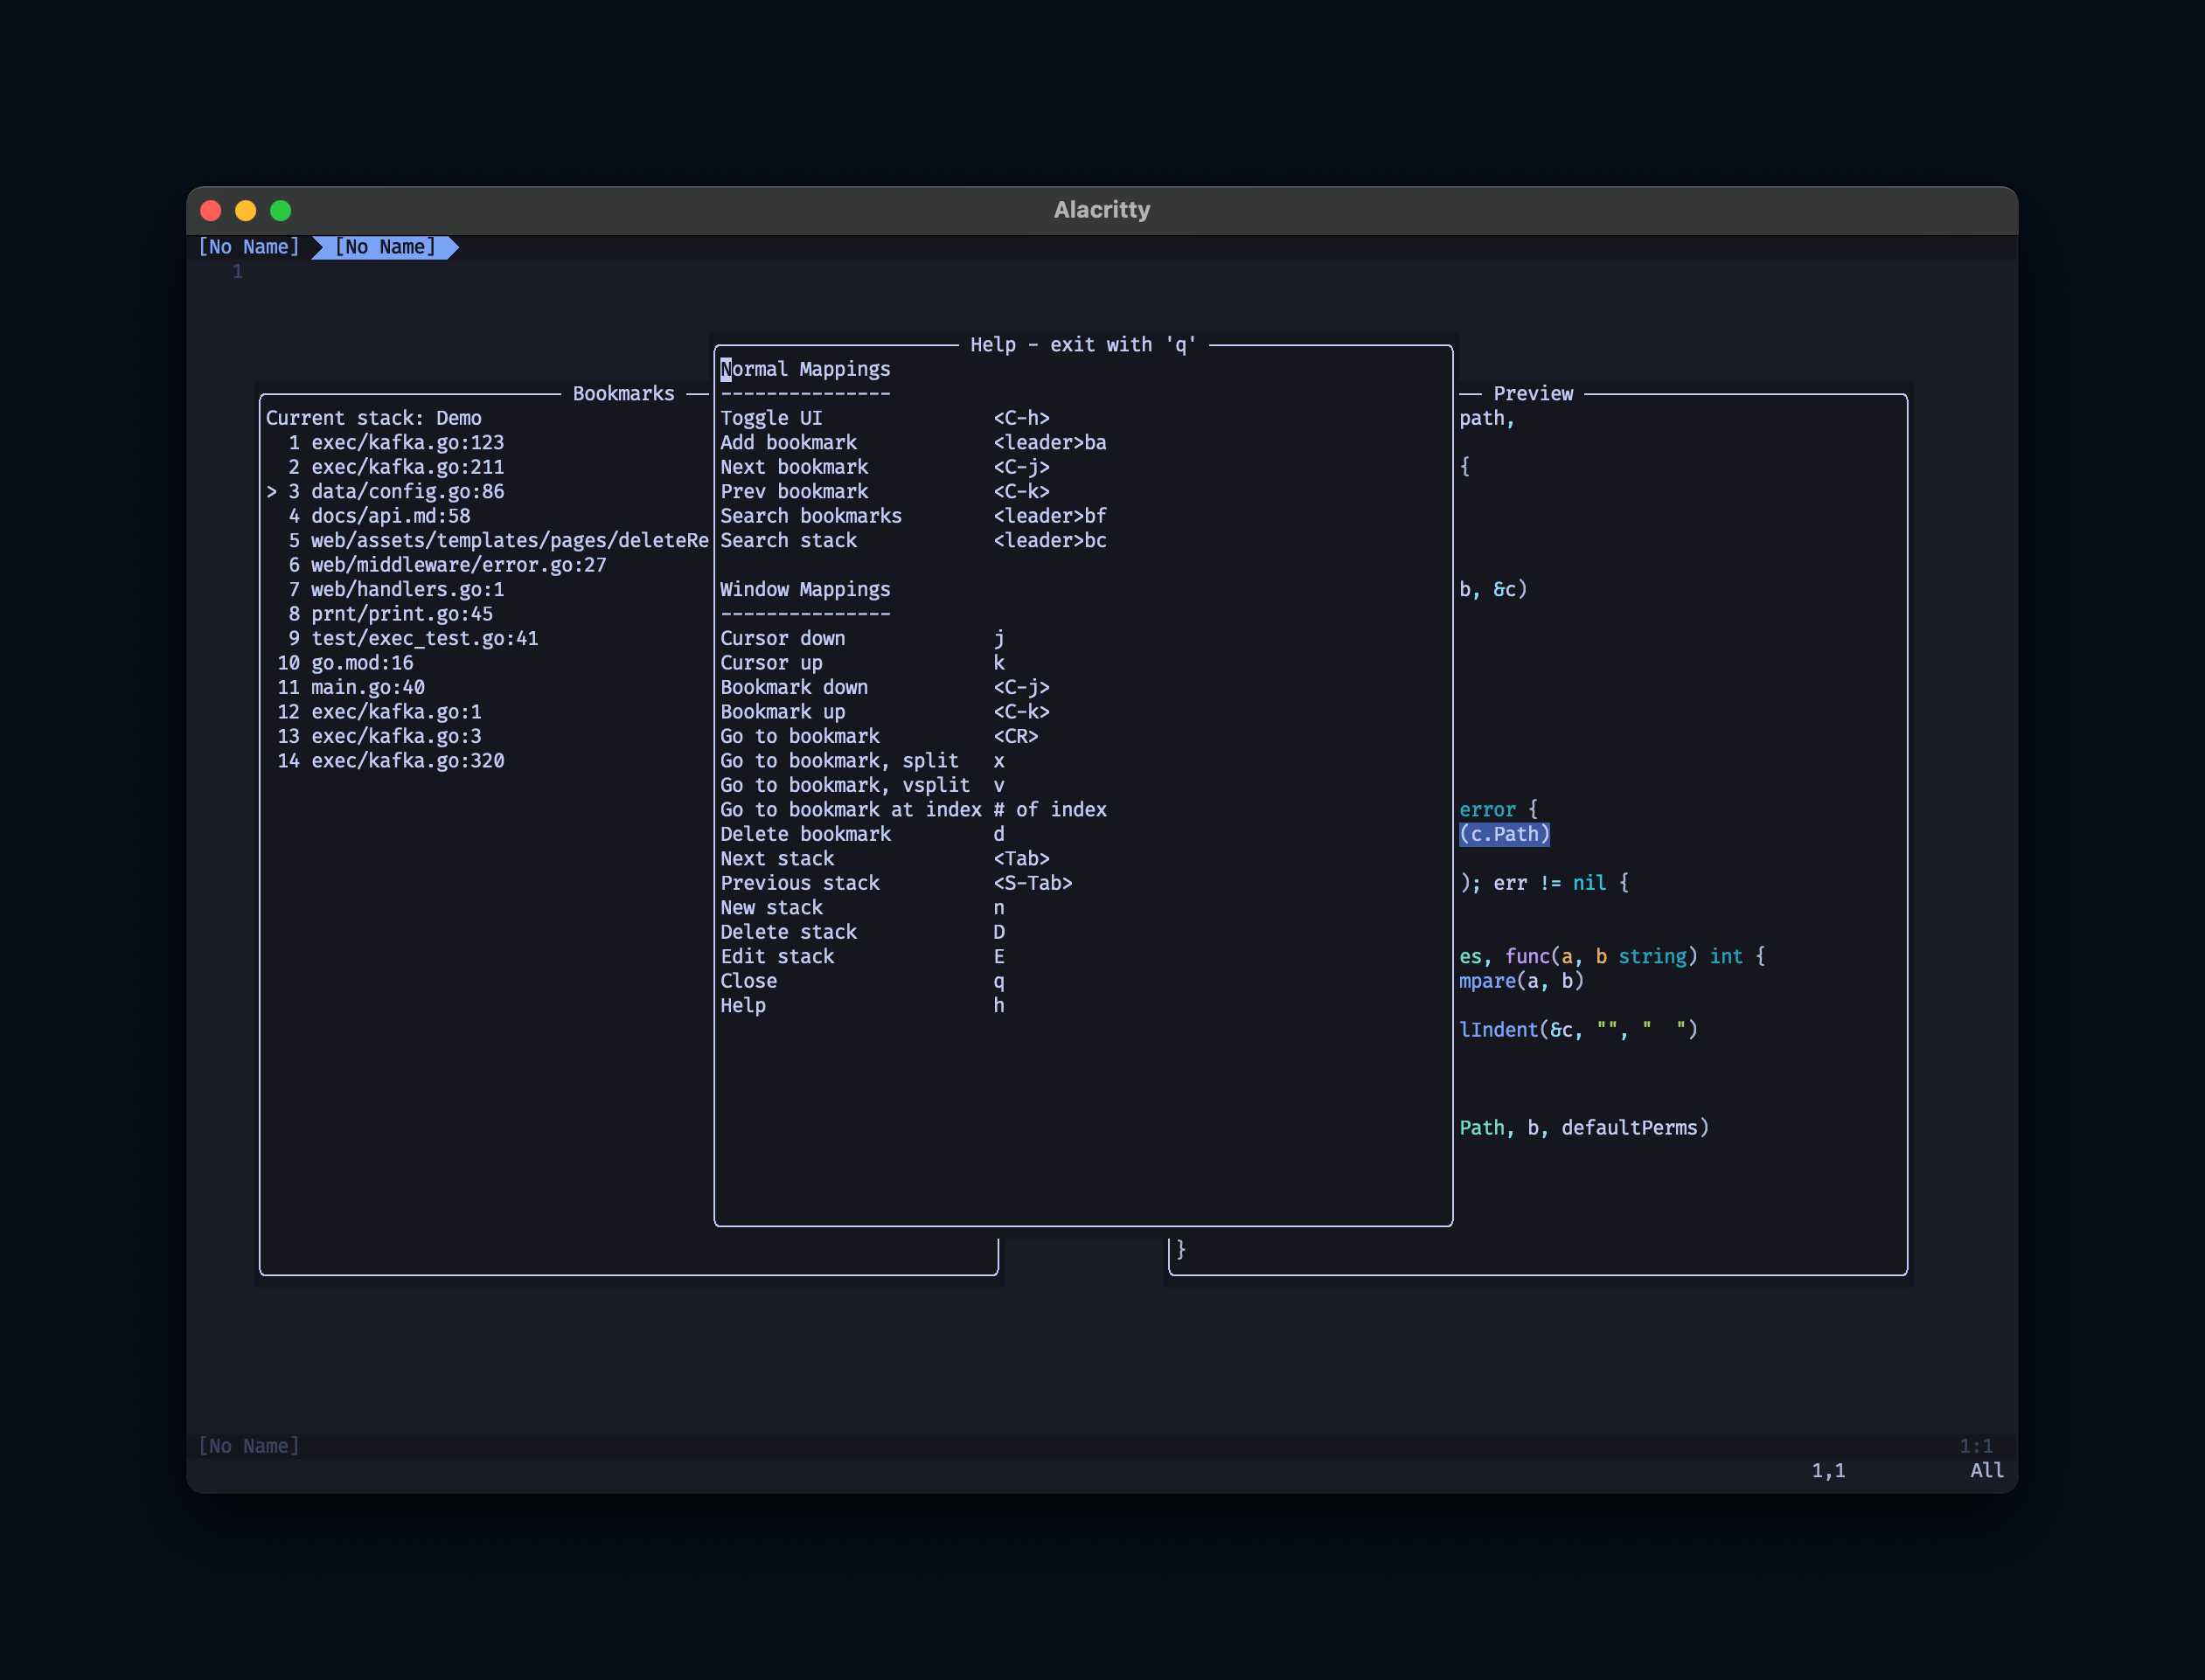 Alacritty
[No Name] [No Name]
1
Help - exit with 'q'
Normal Mappings
---------------
Toggle UI <C-h>
Add bookmark <leader>ba
Next bookmark <C-j>
Prev bookmark <C-k>
Search bookmarks <leader>bf
Search stack <leader>bc
Window Mappings
---------------
Cursor down j
Cursor up k
Bookmark down <C-j>
Bookmark up <C-k>
Go to bookmark <CR>
Go to bookmark, split x
Go to bookmark, vsplit v
Go to bookmark at index # of index
Delete bookmark d
Next stack <Tab>
Previous stack <S-Tab>
New stack n
Delete stack D
Edit stack E
Close q
Help h
Bookmarks
Current stack: Demo
1 exec/kafka.go:123
2 exec/kafka.go:211
> 3 data/config.go:86
4 docs/api.md:58
5 web/assets/templates/pages/deleteRe
6 web/middleware/error.go:27
7 web/handlers.go:1
8 prnt/print.go:45
9 test/exec_test.go:41
10 go.mod:16
11 main.go:40
12 exec/kafka.go:1
13 exec/kafka.go:3
14 exec/kafka.go:320
Preview
path,
{
b, &c)
error {
(c.Path)
); err != nil {
es, func(a, b string) int {
mpare(a, b)
lIndent(&c, "", "  ")
Path, b, defaultPerms)
}
[No Name] 1:1
1,1 All